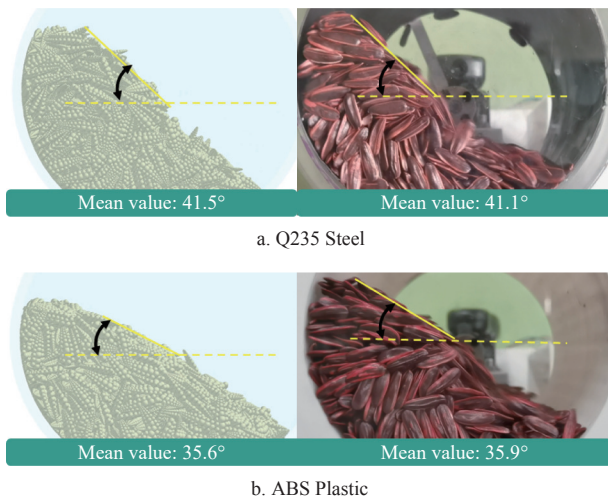 Mean value: 41.5°
Mean value: 41.1°
a. Q235 Steel
Mean value: 35.6°
Mean value: 35.9°
b. ABS Plastic